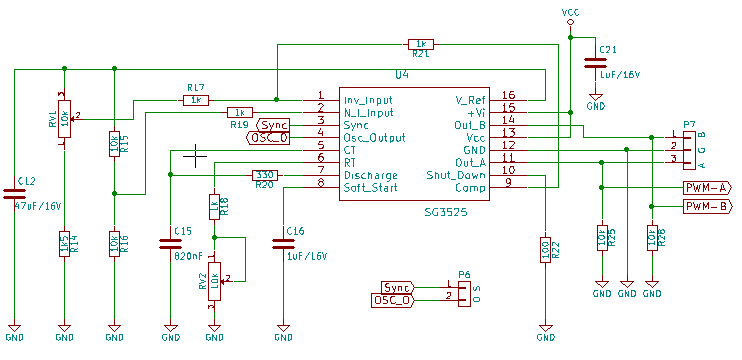 VCC
R21
1k
C21
1uF/16V
GND
U4
SG3525
1 Inv_Input
2 N_I_Input
3 Sync
4 Osc_Output
5 CT
6 RT
7 Discharge
8 Soft_Start
V_Ref 16
+Vi 15
Out_B 14
Vcc 13
GND 12
Out_A 11
Shut_Down 10
Comp 9
RL7
1k
1k
R19
Sync
OSC_O
330
R20
RV1
10k
3
2
1
10k
R15
CL2
47uF/16V
1k5
R14
10k
R16
C15
820nF
1k
R18
RV2
10k
1
2
3
C16
1uF/16V
P7
1 B
2 G
3 A
PWM-A
PWM-B
10k
R25
10k
R26
100
R22
P6
Sync 1 S
OSC_O 2 O
GND
GND
GND
GND
GND
GND
GND
GND
GND
GND